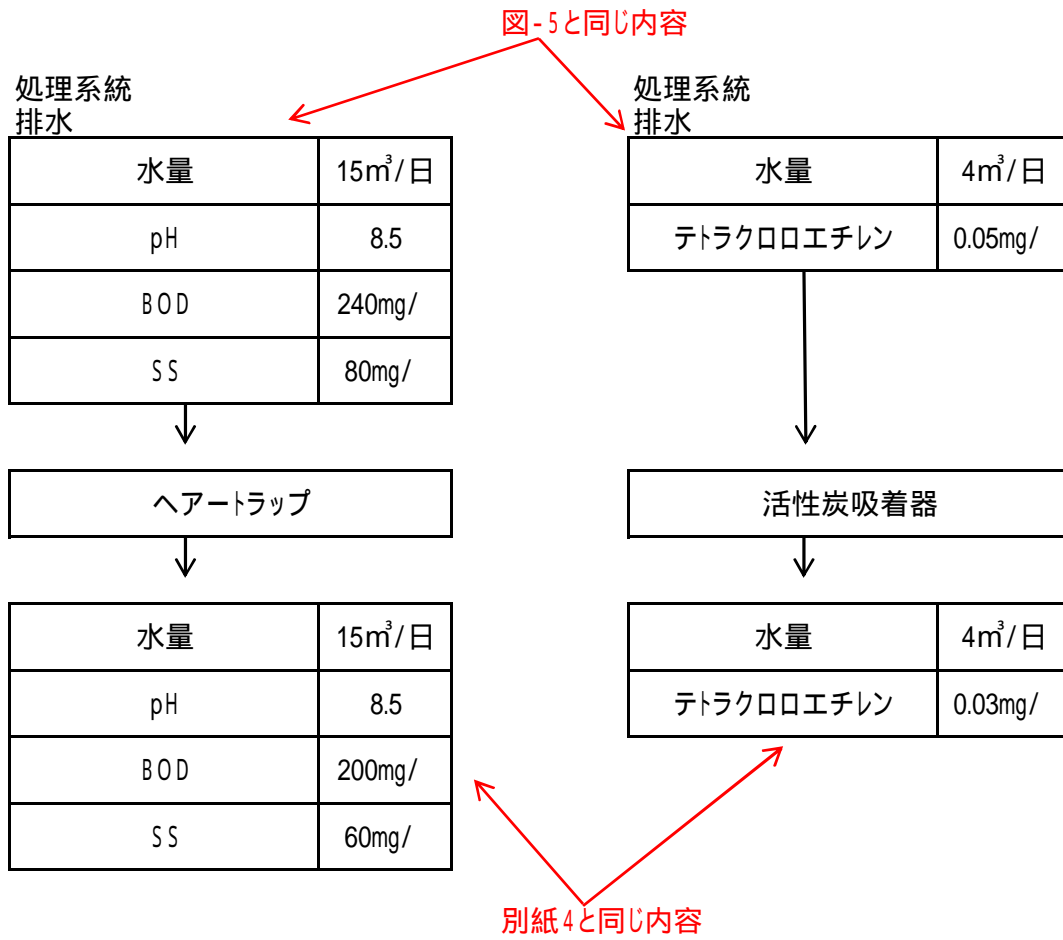 図-5と同じ内容
処理系統
排水
水量 15㎥/日
pH 8.5
BOD 240mg/
SS 80mg/
ヘアートラップ
水量 15㎥/日
pH 8.5
BOD 200mg/
SS 60mg/
処理系統
排水
水量 4㎥/日
テトラクロロエチレン 0.05mg/
活性炭吸着器
水量 4㎥/日
テトラクロロエチレン 0.03mg/
別紙4と同じ内容